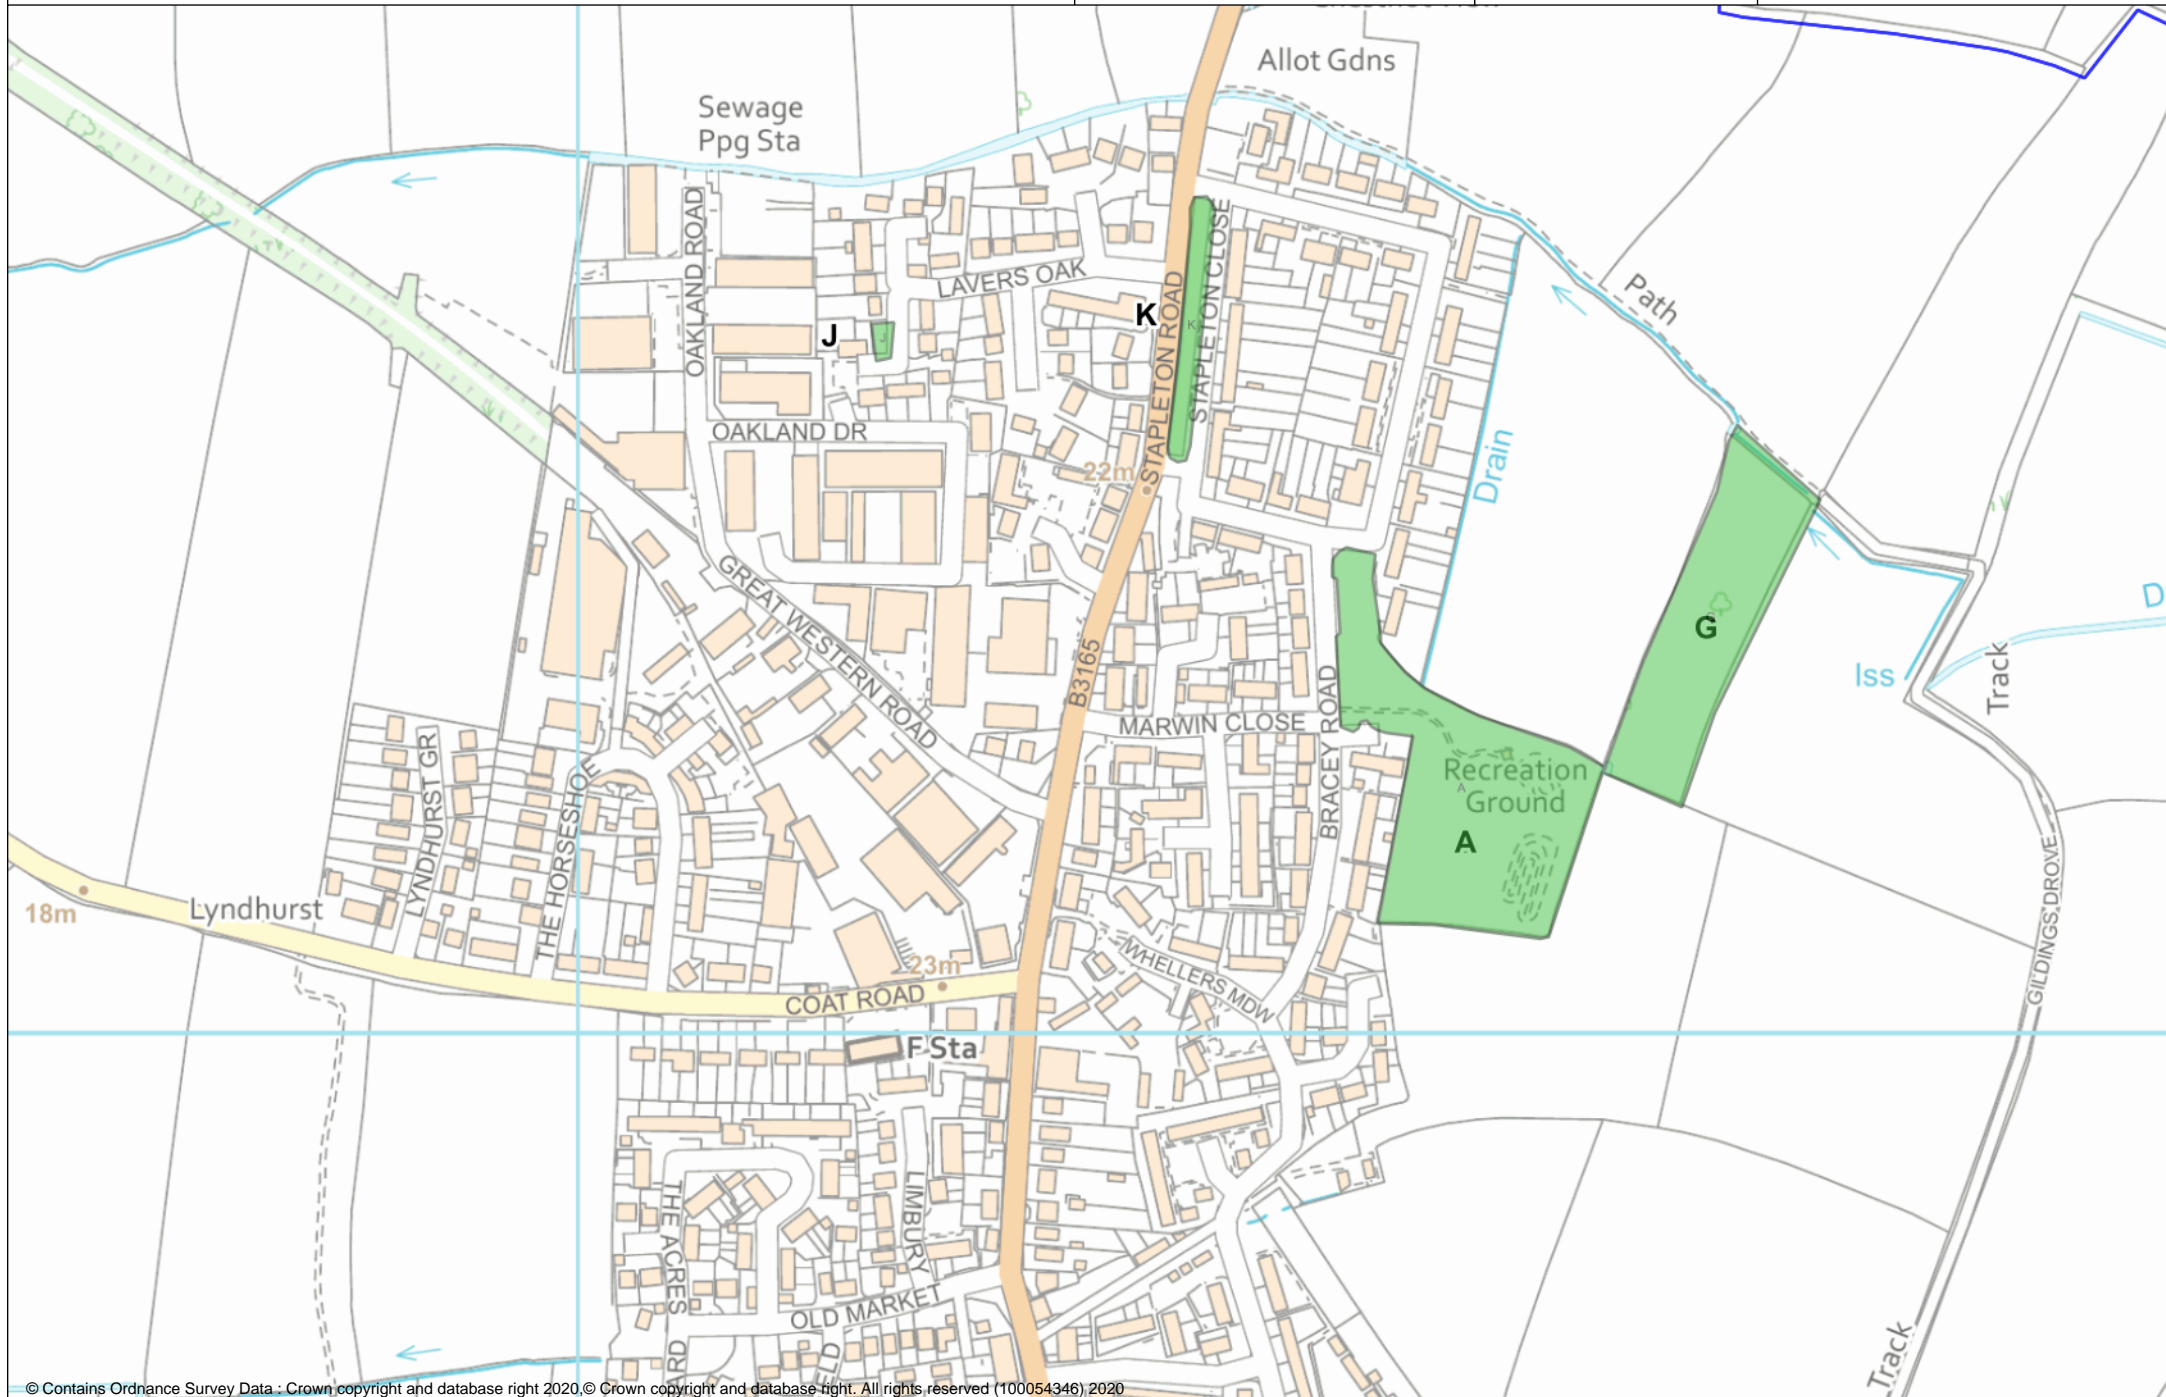 Allot Gdns
Sewage
Ppg Sta
OAKLAND ROAD
LAVERS OAK
STAPLETON ROAD
STAPLETON CLOSE
K
K
J
J
Path
OAKLAND DR
22m
Drain
GREAT WESTERN ROAD
B3165
G
D
Iss
Track
MARWIN CLOSE
BRACEY ROAD
Recreation
A
Ground
A
LYNDHURST GR
THE HORSESHOE
18m
Lyndhurst
23m
COAT ROAD
WHELLERS MDW
GILDINGS DROVE
F Sta
THE ACRES
LIMBURY
OLD MARKET
ARD
ELD
Track
© Contains Ordnance Survey Data : Crown copyright and database right 2020,© Crown copyright and database right. All rights reserved (100054346) 2020